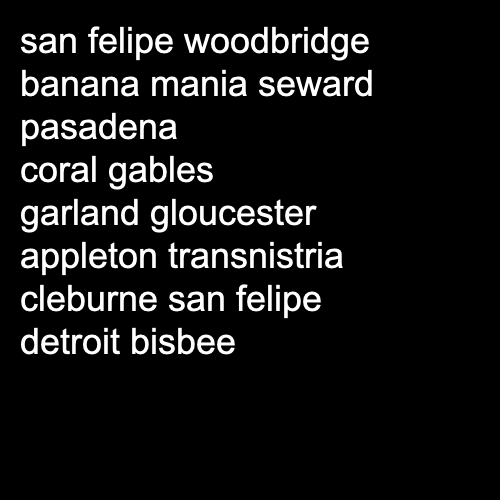 san felipe woodbridge
banana mania seward
pasadena
coral gables
garland gloucester
appleton transnistria
cleburne san felipe
detroit bisbee